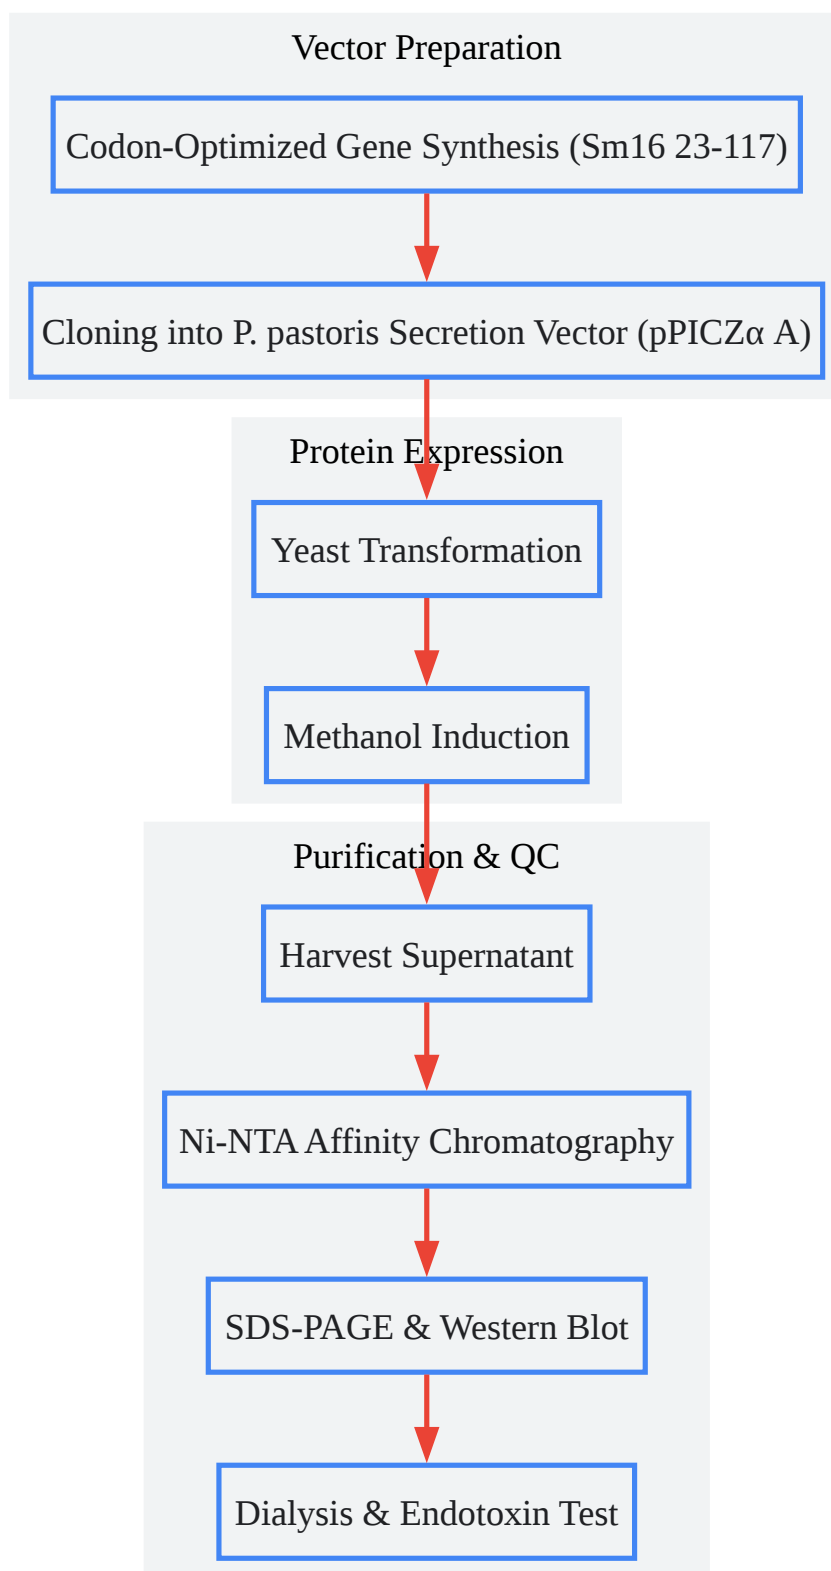 Vector Preparation
Codon-Optimized Gene Synthesis (Sm16 23-117)
Cloning into P. pastoris Secretion Vector (pPICZα A)
Protein Expression
Yeast Transformation
Methanol Induction
Purification & QC
Harvest Supernatant
Ni-NTA Affinity Chromatography
SDS-PAGE & Western Blot
Dialysis & Endotoxin Test